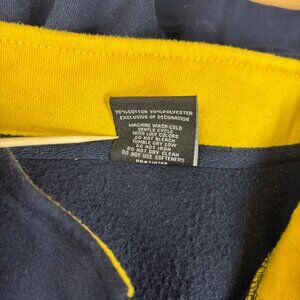 70%COTTON 30%POLYESTER
EXCLUSIVE OF DECORATION
MACHINE WASH COLD
GENTLE CYCLE
WITH LIKE COLORS
DO NOT BLEACH
TUMBLE DRY LOW
DO NOT IRON
DO NOT DRY CLEAN
DO NOT USE SOFTENERS